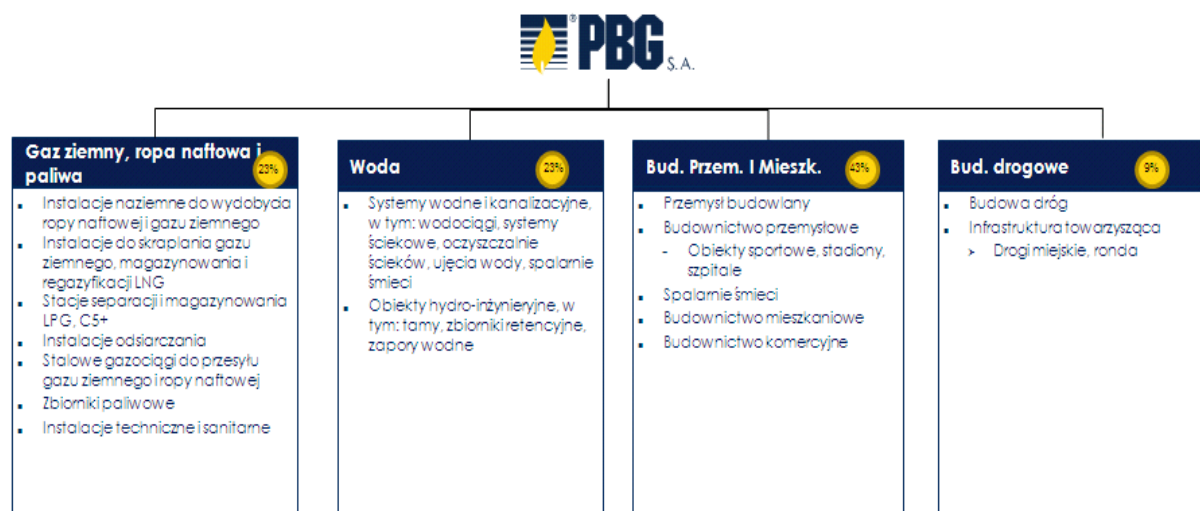 ® PBG S.A.
Gaz ziemny, ropa naftowa i
paliwa
23%
Instalacje naziemne do wydobycia
ropy naftowej i gazu ziemnego
Instalacje do skraplania gazu
ziemnego, magazynowania i
regazyfikacji LNG
Stacje separacji i magazynowania
LPG, C5+
Instalacje odsiarczania
Stalowe gazociągi do przesyłu
gazu ziemnego i ropy naftowej
Zbiorniki paliwowe
Instalacje techniczne i sanitarne
Woda
23%
Systemy wodne i kanalizacyjne,
w tym: wodociągi, systemy
ściekowe, oczyszczalnie
ścieków, ujęcia wody, spalarnie
śmieci
Obiekty hydro-inżynieryjne, w
tym: tamy, zbiorniki retencyjne,
zapory wodne
Bud. Przem. I Mieszk.
43%
Przemysł budowlany
Budownictwo przemysłowe
- Obiekty sportowe, stadiony,
szpitale
Spalarnie śmieci
Budownictwo mieszkaniowe
Budownictwo komercyjne
Bud. drogowe
9%
Budowa dróg
Infrastruktura towarzysząca
➤ Drogi miejskie, ronda